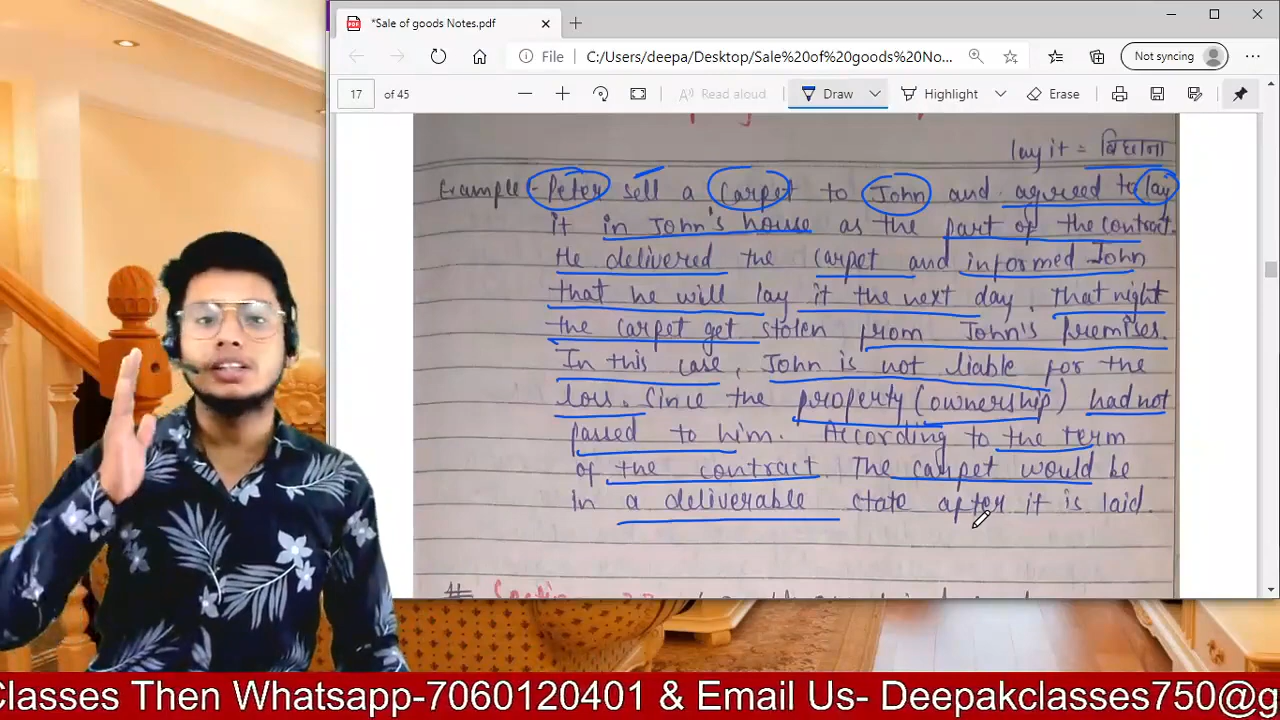 *Sale of goods Notes.pdf
File
C:/Users/deepa/Desktop/Sale%20of%20goods%20No...
Not syncing
17 of 45
Read aloud
Draw
Highlight
Erase
lay it = बिछाना
Example - Peter sell a Carpet to John and agreed to lay
it in John's house as the part of the contract.
He delivered the carpet and informed John
that he will lay it the next day. That night
the carpet get stolen from John's premises.
In this case, John is not liable for the
loss. Cince the property (ownership) had not
passed to him. According to the term
of the contract. The carpet would be
in a deliverable state after it is laid.
Classes Then Whatsapp-7060120401 & Email Us- Deepakclasses750@g